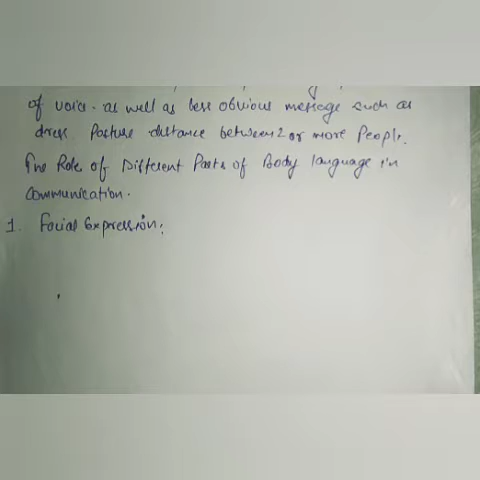 of voice. as well as less obvious message such as
dress. Posture distance between 2 or more People.
The Role of Different Parts of Body language in
Communication.
1. Facial Expression: